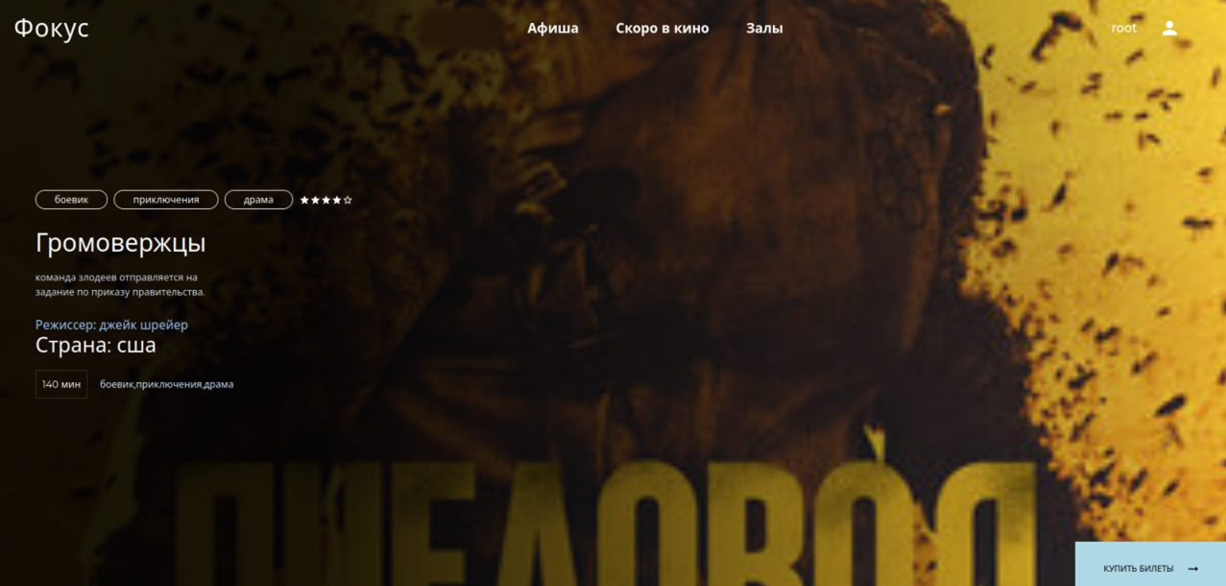 Фокус
Афиша Скоро в кино Залы
root
боевик приключения драма
Громовержцы
команда злодеев отправляется на
задание по приказу правительства.
Режиссер: джейк шрейер
Страна: сша
140 мин боевик,приключения,драма
ПЧЕЛОВОД
КУПИТЬ БИЛЕТЫ →